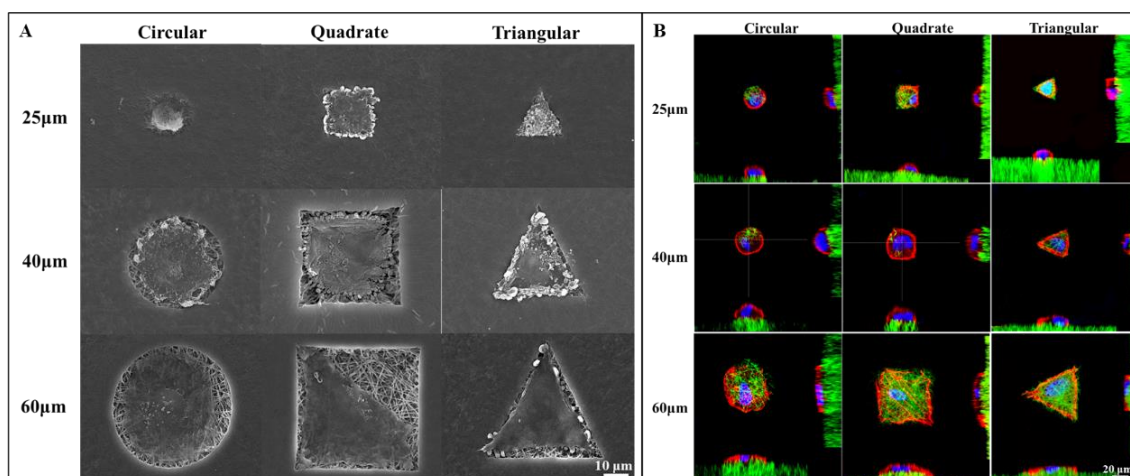 A
Circular Quadrate Triangular
25μm
40μm
60μm
10 μm
B
Circular Quadrate Triangular
25μm
40μm
60μm
20 μm